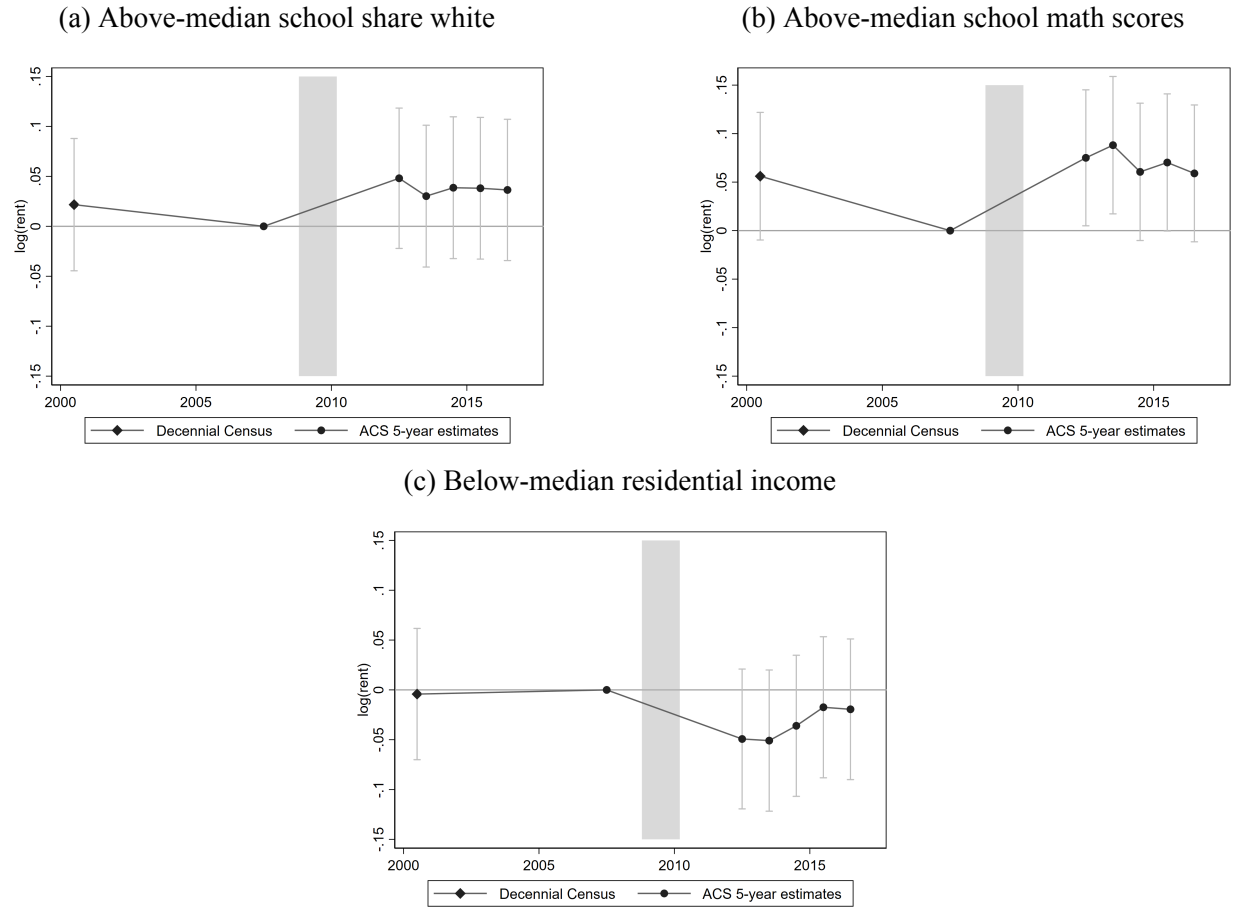 (a) Above-median school share white
(b) Above-median school math scores
.15
.1
.05
0
-.05
-.1
-.15
log(rent)
2000 2005 2010 2015
Decennial Census ACS 5-year estimates
.15
.1
.05
0
-.05
-.1
-.15
log(rent)
2000 2005 2010 2015
Decennial Census ACS 5-year estimates
(c) Below-median residential income
.15
.1
.05
0
-.05
-.1
-.15
log(rent)
2000 2005 2010 2015
Decennial Census ACS 5-year estimates